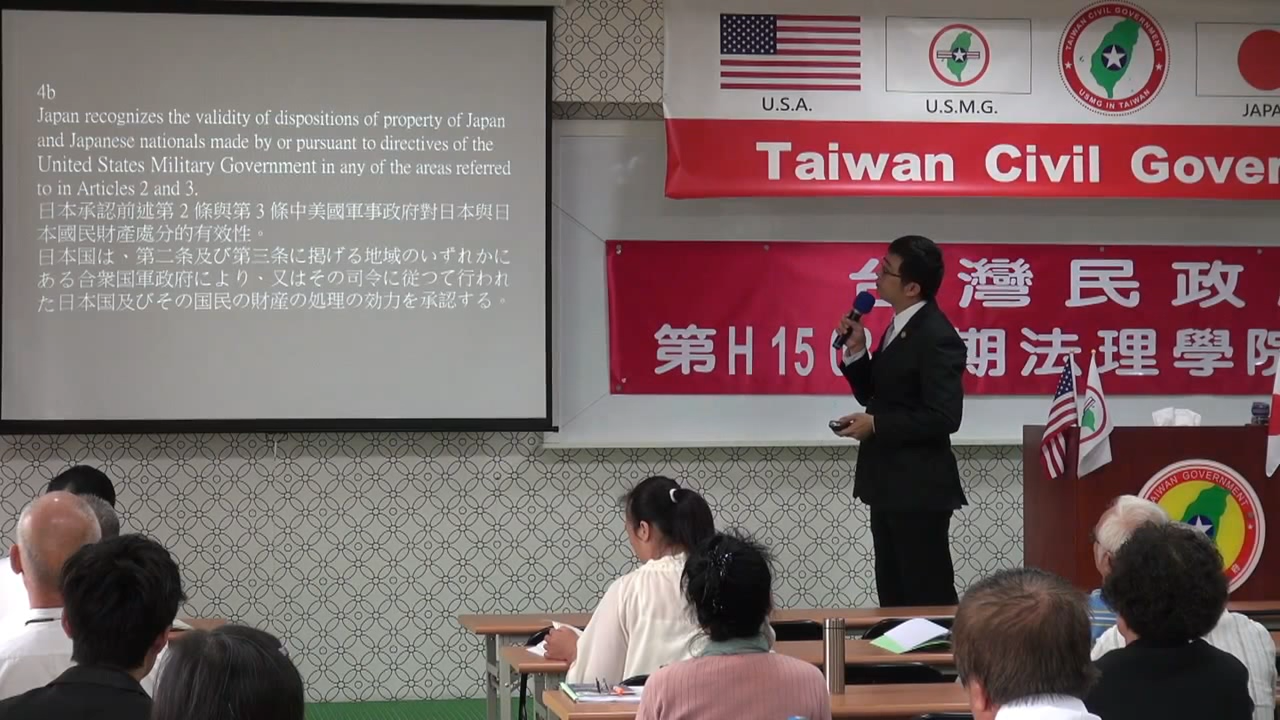 4b
Japan recognizes the validity of dispositions of property of Japan
and Japanese nationals made by or pursuant to directives of the
United States Military Government in any of the areas referred
to in Articles 2 and 3.
日本承認前述第 2 條與第 3 條中美國軍事政府對日本與日
本國民財產處分的有效性。
日本国は、第二条及び第三条に掲げる地域のいずれかに
ある合衆国軍政府により、又はその司令に従つて行われ
た日本国及びその国民の財産の処理の効力を承認する。
U.S.A.
U.S.M.G.
TAIWAN CIVIL GOVERNMENT
USMG IN TAIWAN
JAPA
Taiwan Civil Gover
台灣民政
第H 15 0 期法理學院
TAIWAN GOVERNMENT